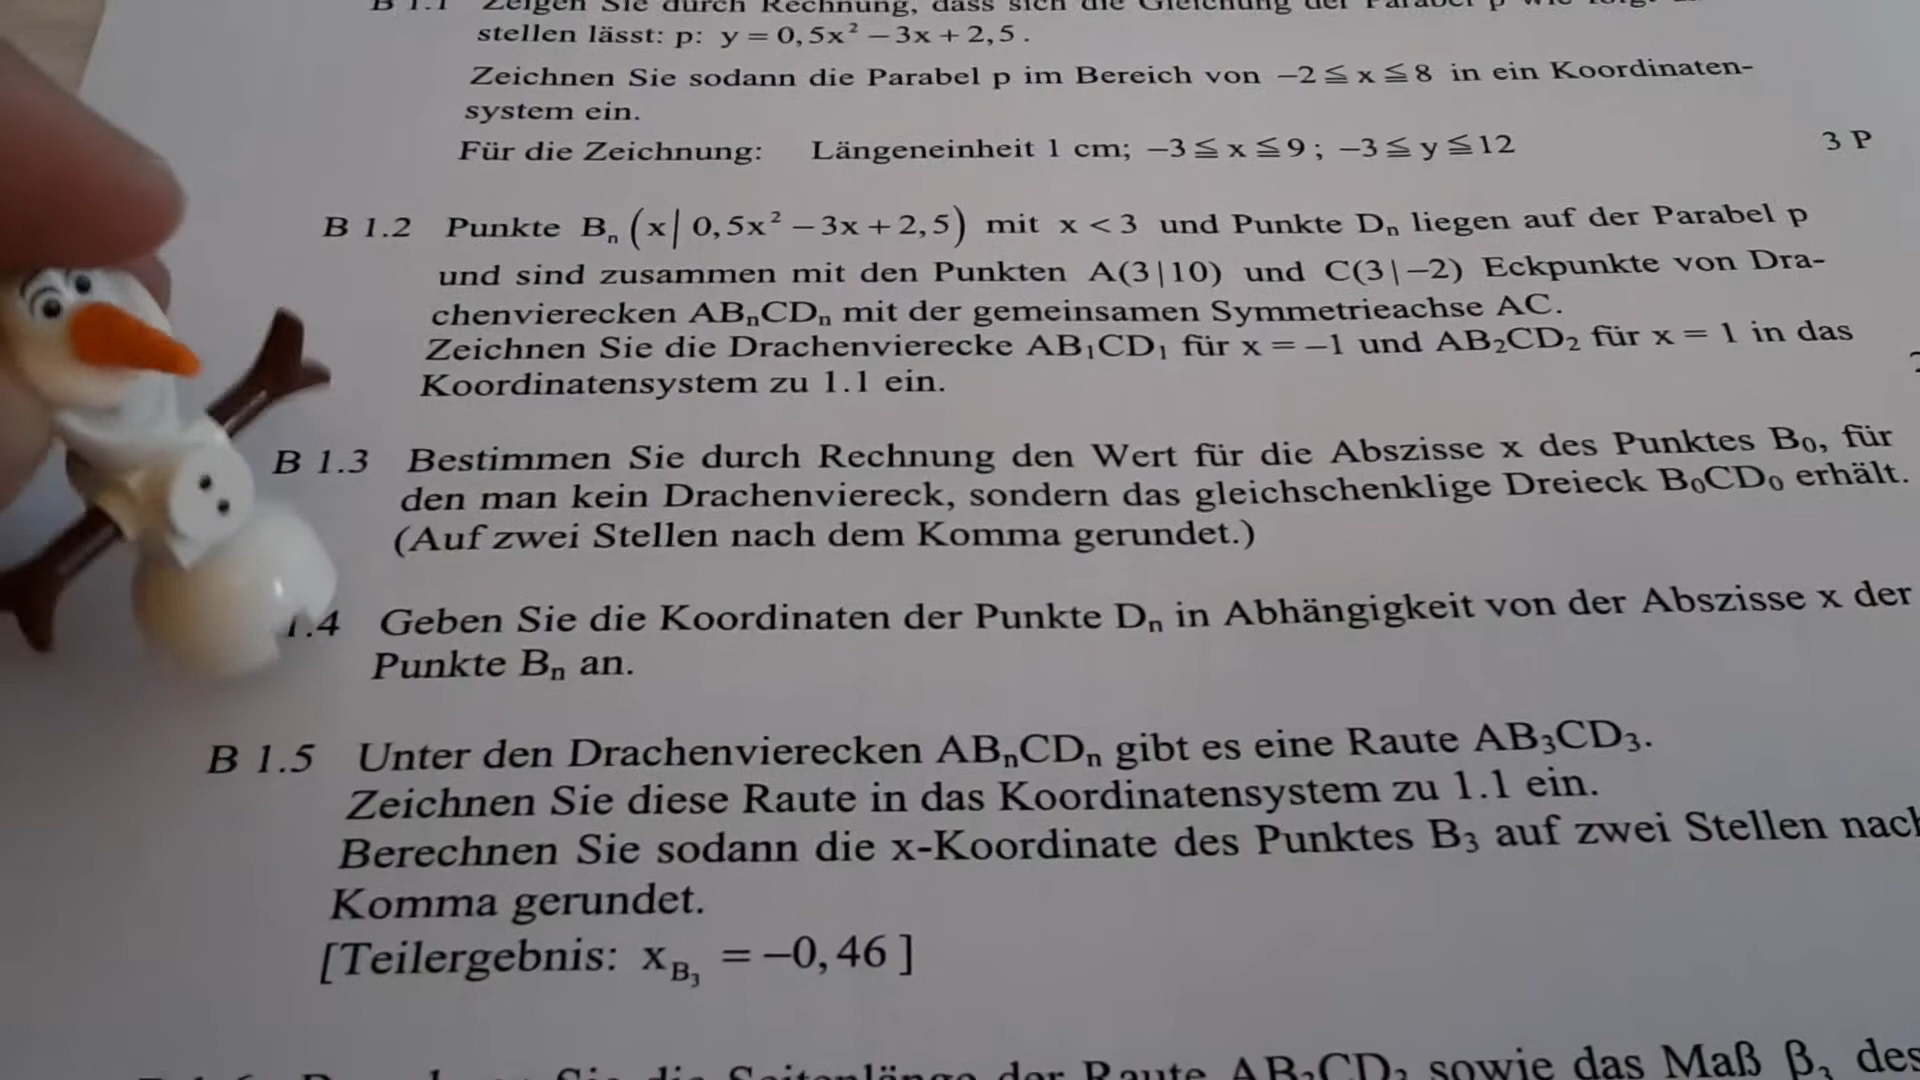 B 1.1 Zeigen Sie durch Rechnung, dass sich die Gleichung der Parabel p wie folgt
stellen lässt: p: y = 0,5x² – 3x + 2,5 .
Zeichnen Sie sodann die Parabel p im Bereich von –2 ≦ x ≦ 8 in ein Koordinaten-
system ein.
Für die Zeichnung: Längeneinheit 1 cm; –3 ≦ x ≦ 9 ; –3 ≦ y ≦ 12 3 P
B 1.2 Punkte Bₙ (x| 0,5x² – 3x + 2,5) mit x < 3 und Punkte Dₙ liegen auf der Parabel p
und sind zusammen mit den Punkten A(3|10) und C(3|–2) Eckpunkte von Dra-
chenvierecken ABₙCDₙ mit der gemeinsamen Symmetrieachse AC.
Zeichnen Sie die Drachenvierecke AB₁CD₁ für x = –1 und AB₂CD₂ für x = 1 in das
Koordinatensystem zu 1.1 ein.
B 1.3 Bestimmen Sie durch Rechnung den Wert für die Abszisse x des Punktes B₀, für
den man kein Drachenviereck, sondern das gleichschenklige Dreieck B₀CD₀ erhält.
(Auf zwei Stellen nach dem Komma gerundet.)
1.4 Geben Sie die Koordinaten der Punkte Dₙ in Abhängigkeit von der Abszisse x der
Punkte Bₙ an.
B 1.5 Unter den Drachenvierecken ABₙCDₙ gibt es eine Raute AB₃CD₃.
Zeichnen Sie diese Raute in das Koordinatensystem zu 1.1 ein.
Berechnen Sie sodann die x-Koordinate des Punktes B₃ auf zwei Stellen nach
Komma gerundet.
[Teilergebnis: x_B₃ = –0,46 ]
Sie die Seitenlänge der Raute AB₃CD₃ sowie das Maß β₃ des